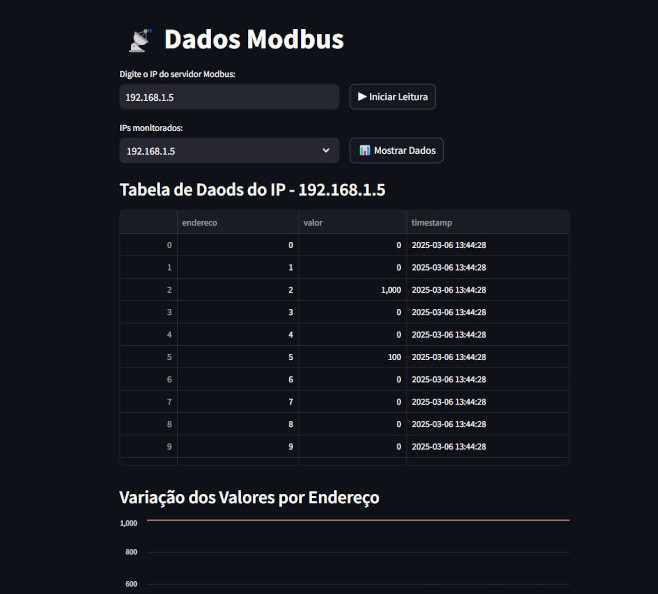 Dados Modbus
Digite o IP do servidor Modbus:
192.168.1.5 ▶ Iniciar Leitura
IPs monitorados:
192.168.1.5 Mostrar Dados
Tabela de Daods do IP - 192.168.1.5
endereco valor timestamp
0 0 0 2025-03-06 13:44:28
1 1 0 2025-03-06 13:44:28
2 2 1,000 2025-03-06 13:44:28
3 3 0 2025-03-06 13:44:28
4 4 0 2025-03-06 13:44:28
5 5 100 2025-03-06 13:44:28
6 6 0 2025-03-06 13:44:28
7 7 0 2025-03-06 13:44:28
8 8 0 2025-03-06 13:44:28
9 9 0 2025-03-06 13:44:28
Variação dos Valores por Endereço
1,000
800
600